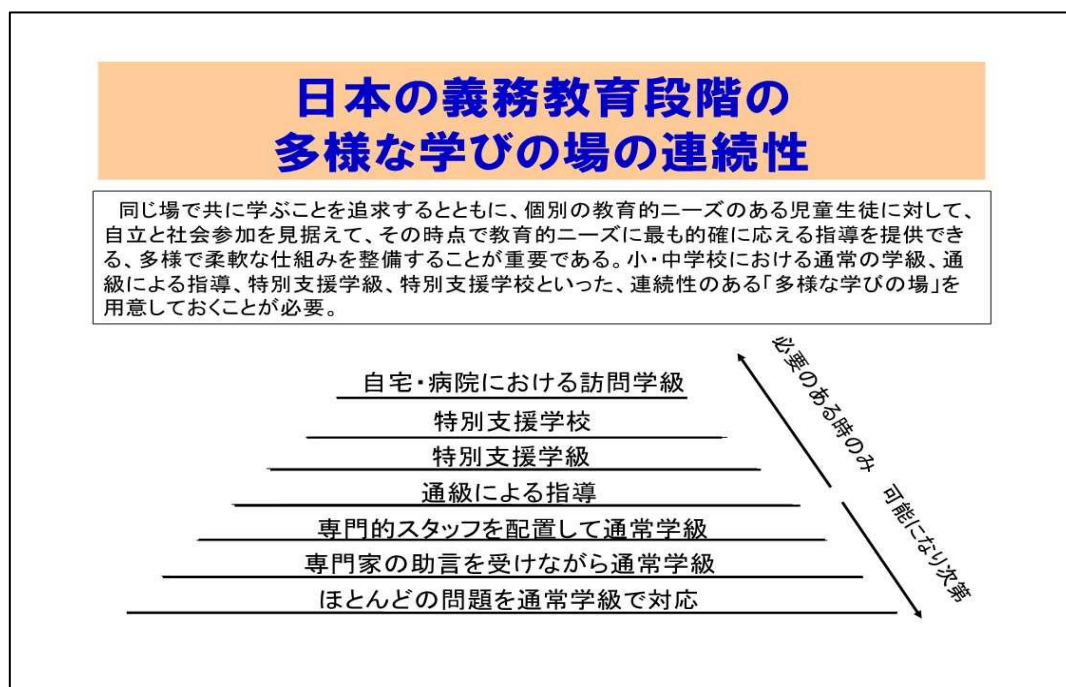 日本の義務教育段階の
多様な学びの場の連続性
同じ場で共に学ぶことを追求するとともに、個別の教育的ニーズのある児童生徒に対して、
自立と社会参加を見据えて、その時点で教育的ニーズに最も的確に応える指導を提供でき
る、多様で柔軟な仕組みを整備することが重要である。小・中学校における通常の学級、通
級による指導、特別支援学級、特別支援学校といった、連続性のある「多様な学びの場」を
用意しておくことが必要。
自宅・病院における訪問学級
特別支援学校
特別支援学級
通級による指導
専門的スタッフを配置して通常学級
専門家の助言を受けながら通常学級
ほとんどの問題を通常学級で対応
必要のある時のみ
可能になり次第